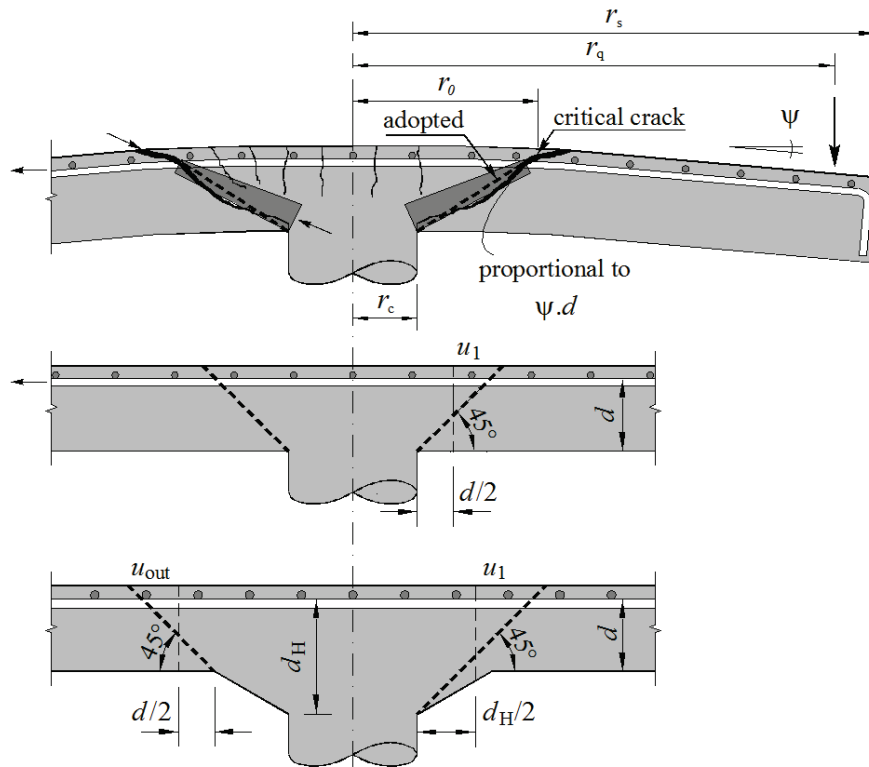 r_s
r_q
r_0
adopted
critical crack
ψ
proportional to
ψ.d
r_c
u_1
45°
d
d/2
u_out
u_1
45°
d_H
45°
d
d/2
d_H/2